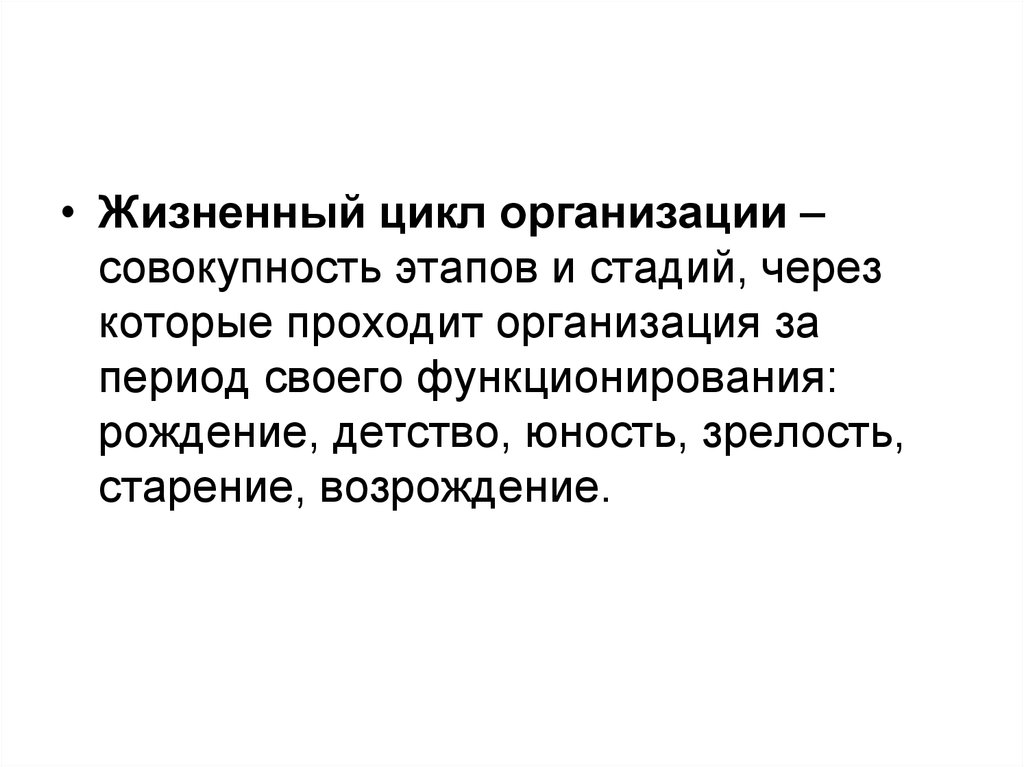 • Жизненный цикл организации –
совокупность этапов и стадий, через
которые проходит организация за
период своего функционирования:
рождение, детство, юность, зрелость,
старение, возрождение.